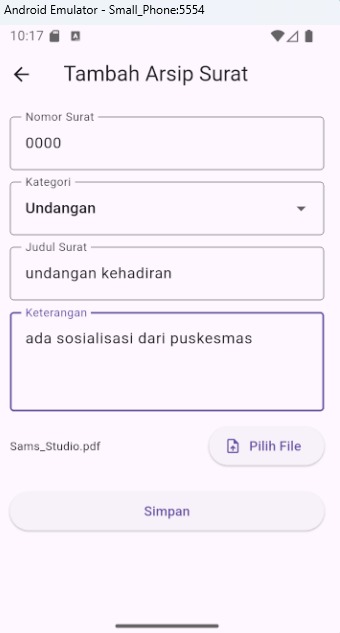 Android Emulator - Small_Phone:5554
10:17
A
Tambah Arsip Surat
Nomor Surat
0000
Kategori
Undangan
Judul Surat
undangan kehadiran
Keterangan
ada sosialisasi dari puskesmas
Sams_Studio.pdf
Pilih File
Simpan